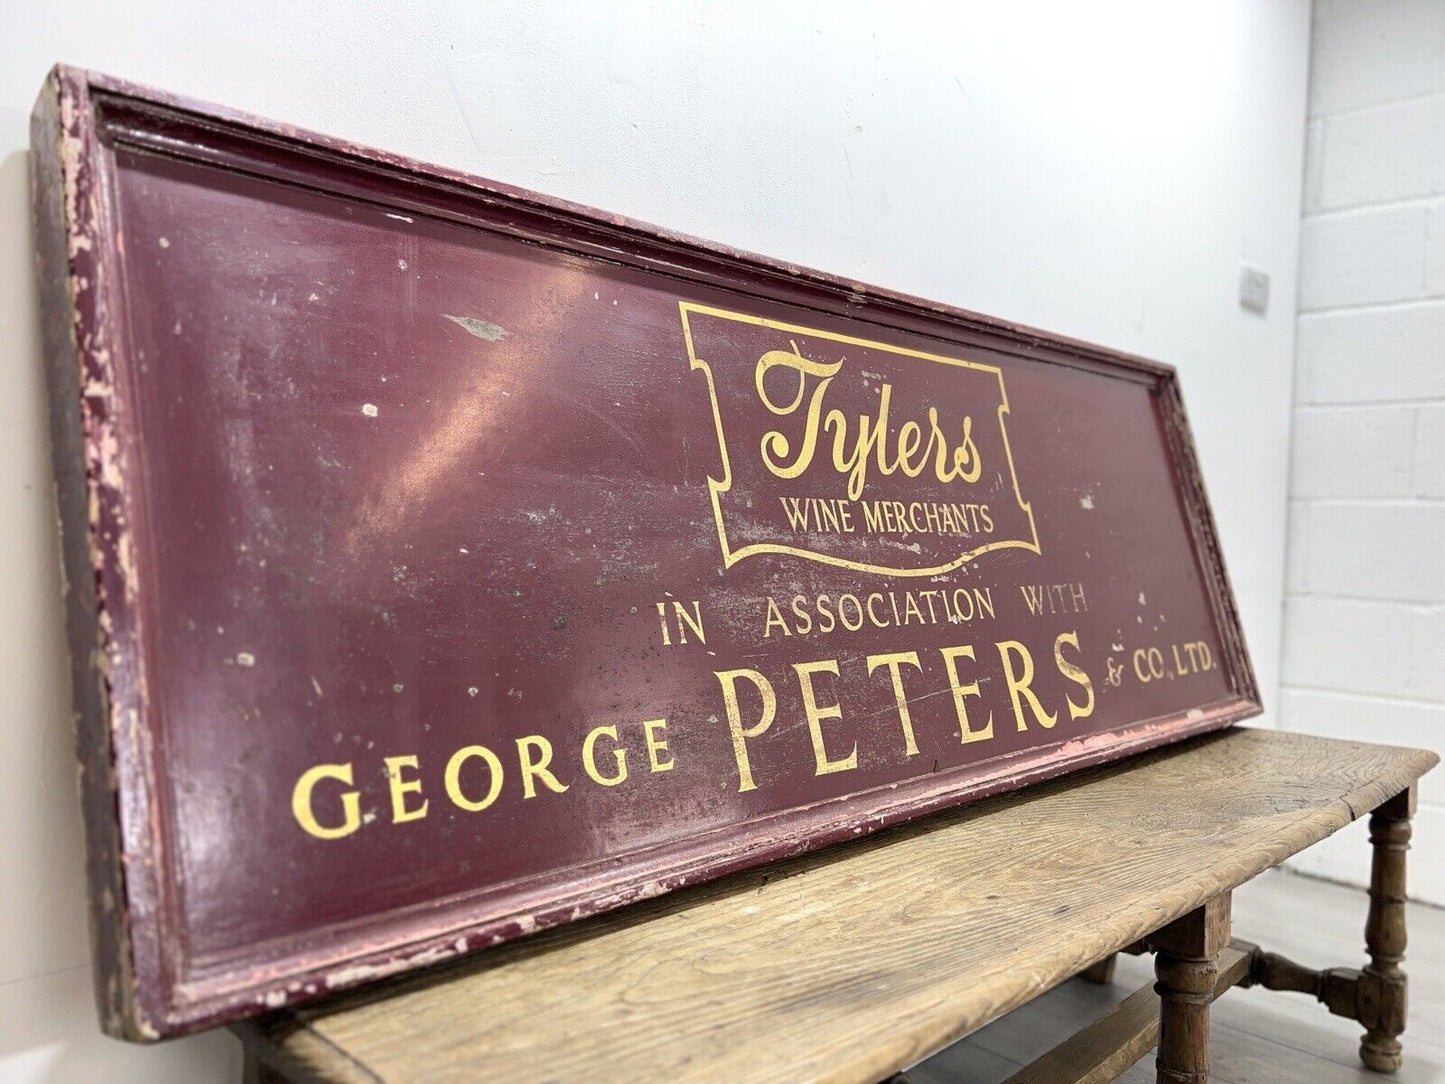 Tylers
WINE MERCHANTS
IN ASSOCIATION WITH
GEORGE PETERS & CO., LTD.